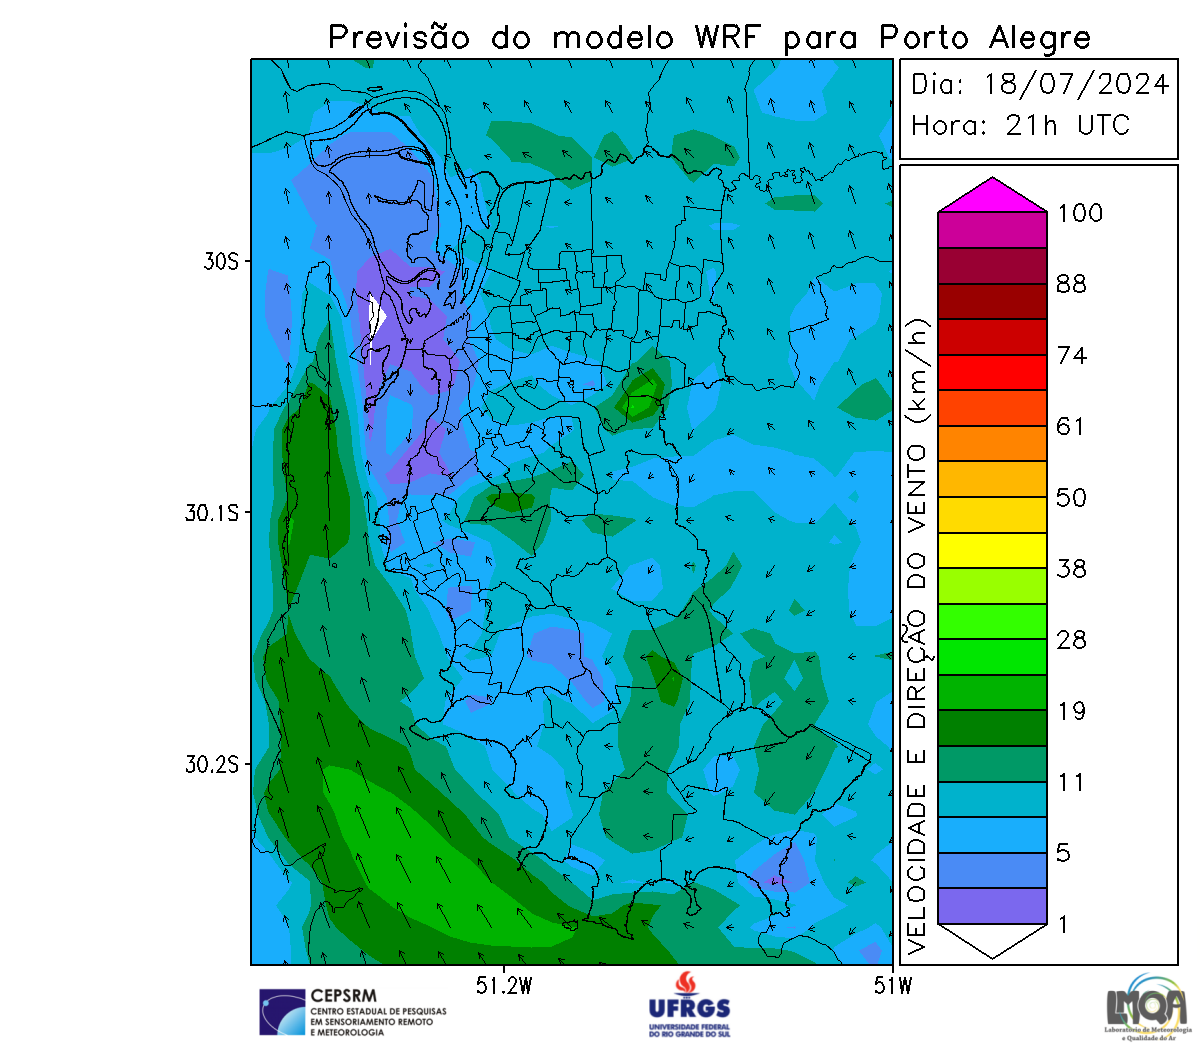 Previsão do modelo WRF para Porto Alegre
Dia: 18/07/2024
Hora: 21h UTC
30S
30.1S
30.2S
51.2W
51W
VELOCIDADE E DIREÇÃO DO VENTO (km/h)
100
88
74
61
50
38
28
19
11
5
1
CEPSRM
CENTRO ESTADUAL DE PESQUISAS
EM SENSORIAMENTO REMOTO
E METEOROLOGIA
UFRGS
UNIVERSIDADE FEDERAL
DO RIO GRANDE DO SUL
LMQA
Laboratório de Meteorologia
e Qualidade do Ar